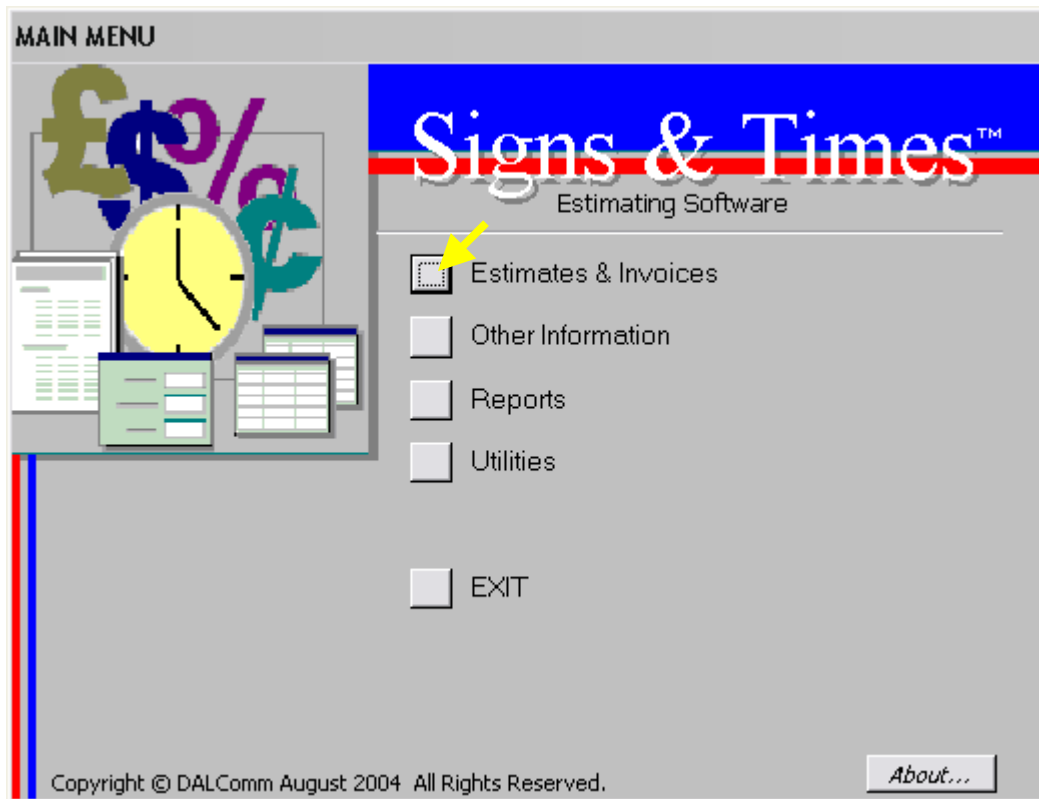 MAIN MENU
£ $ % ¢
Signs & Times™
Estimating Software
Estimates & Invoices
Other Information
Reports
Utilities
EXIT
Copyright © DALComm August 2004 All Rights Reserved.
About...